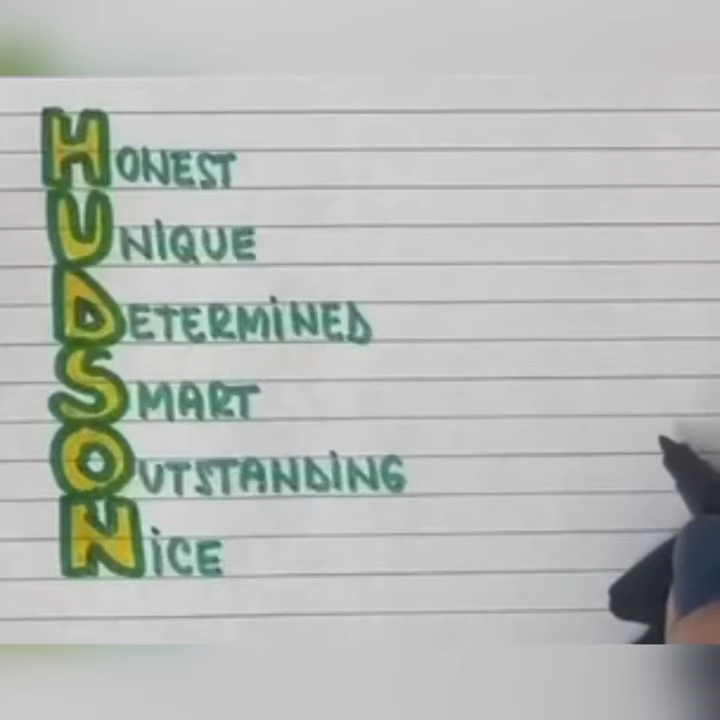 HONEST
UNIQUE
DETERMiNED
SMART
OUTSTANDiNG
NiCE